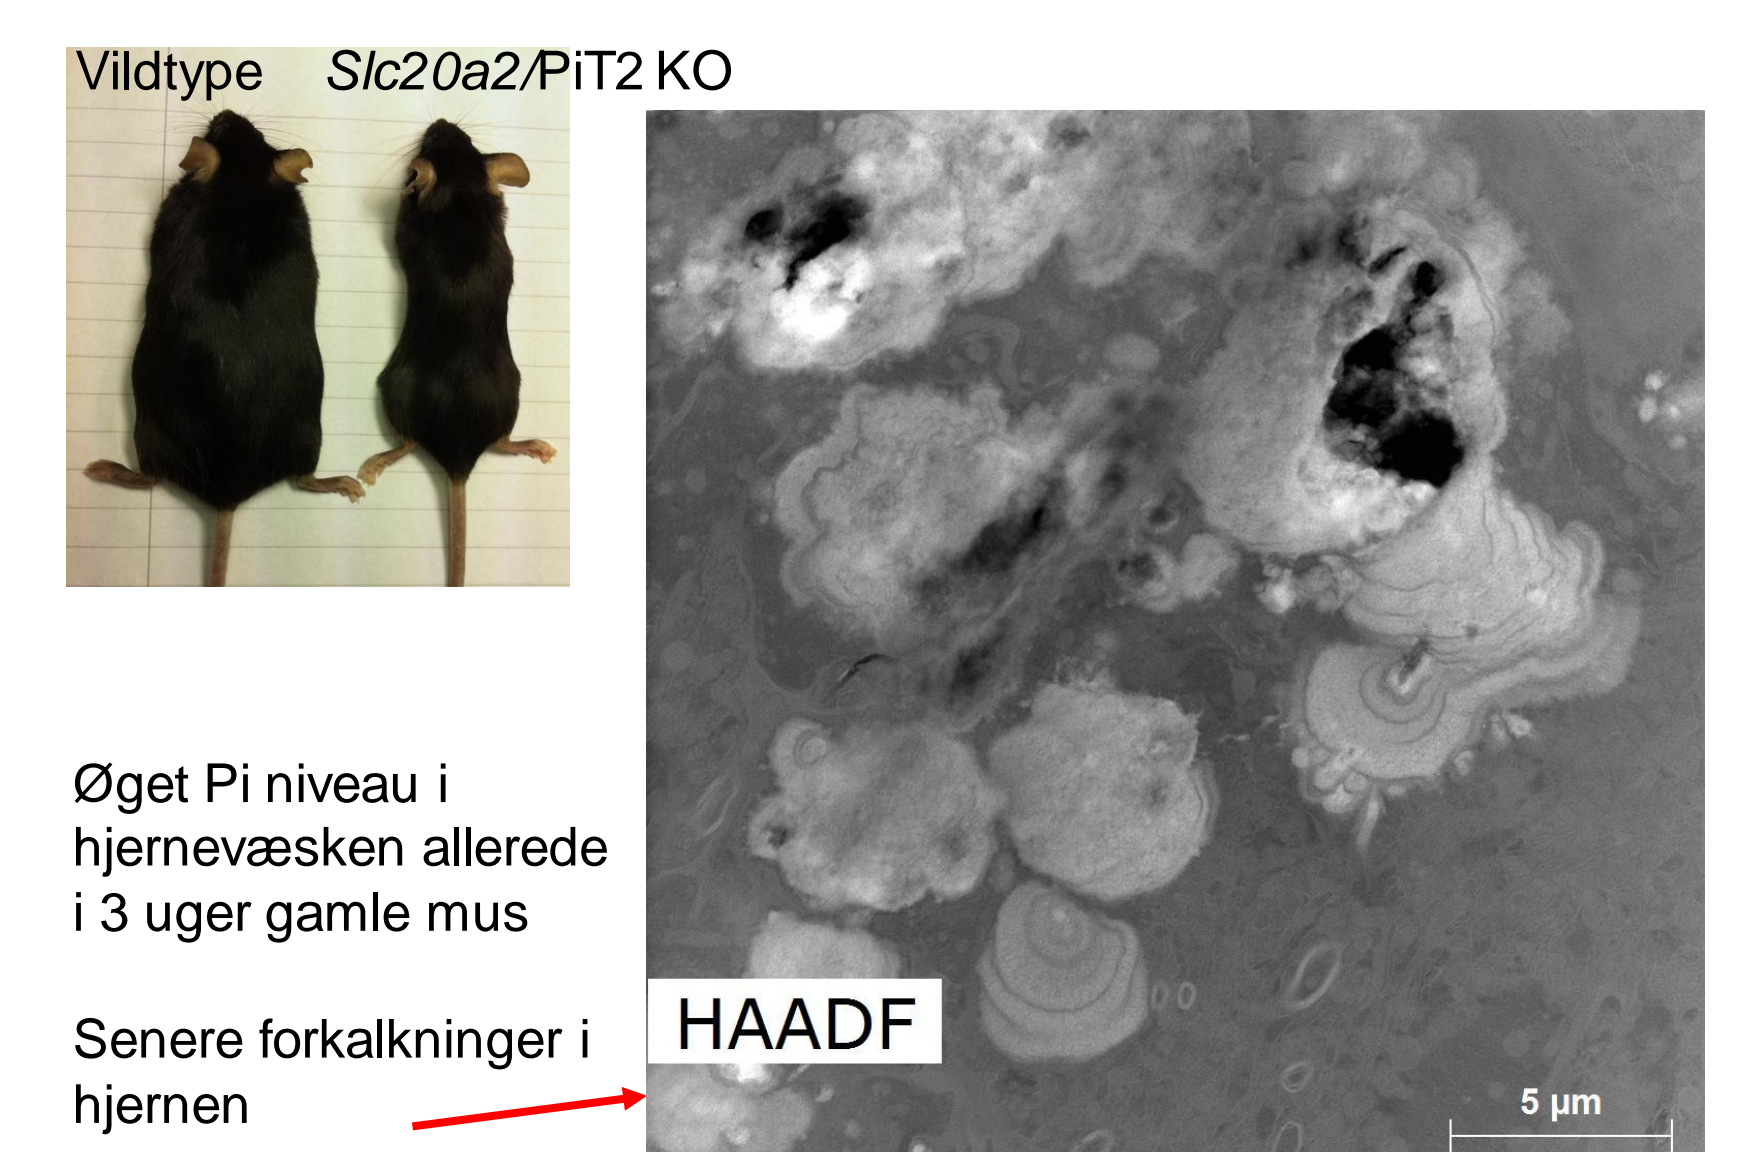 Vildtype Slc20a2/PiT2 KO
Øget Pi niveau i
hjernevæsken allerede
i 3 uger gamle mus
Senere forkalkninger i
hjernen
HAADF
5 µm